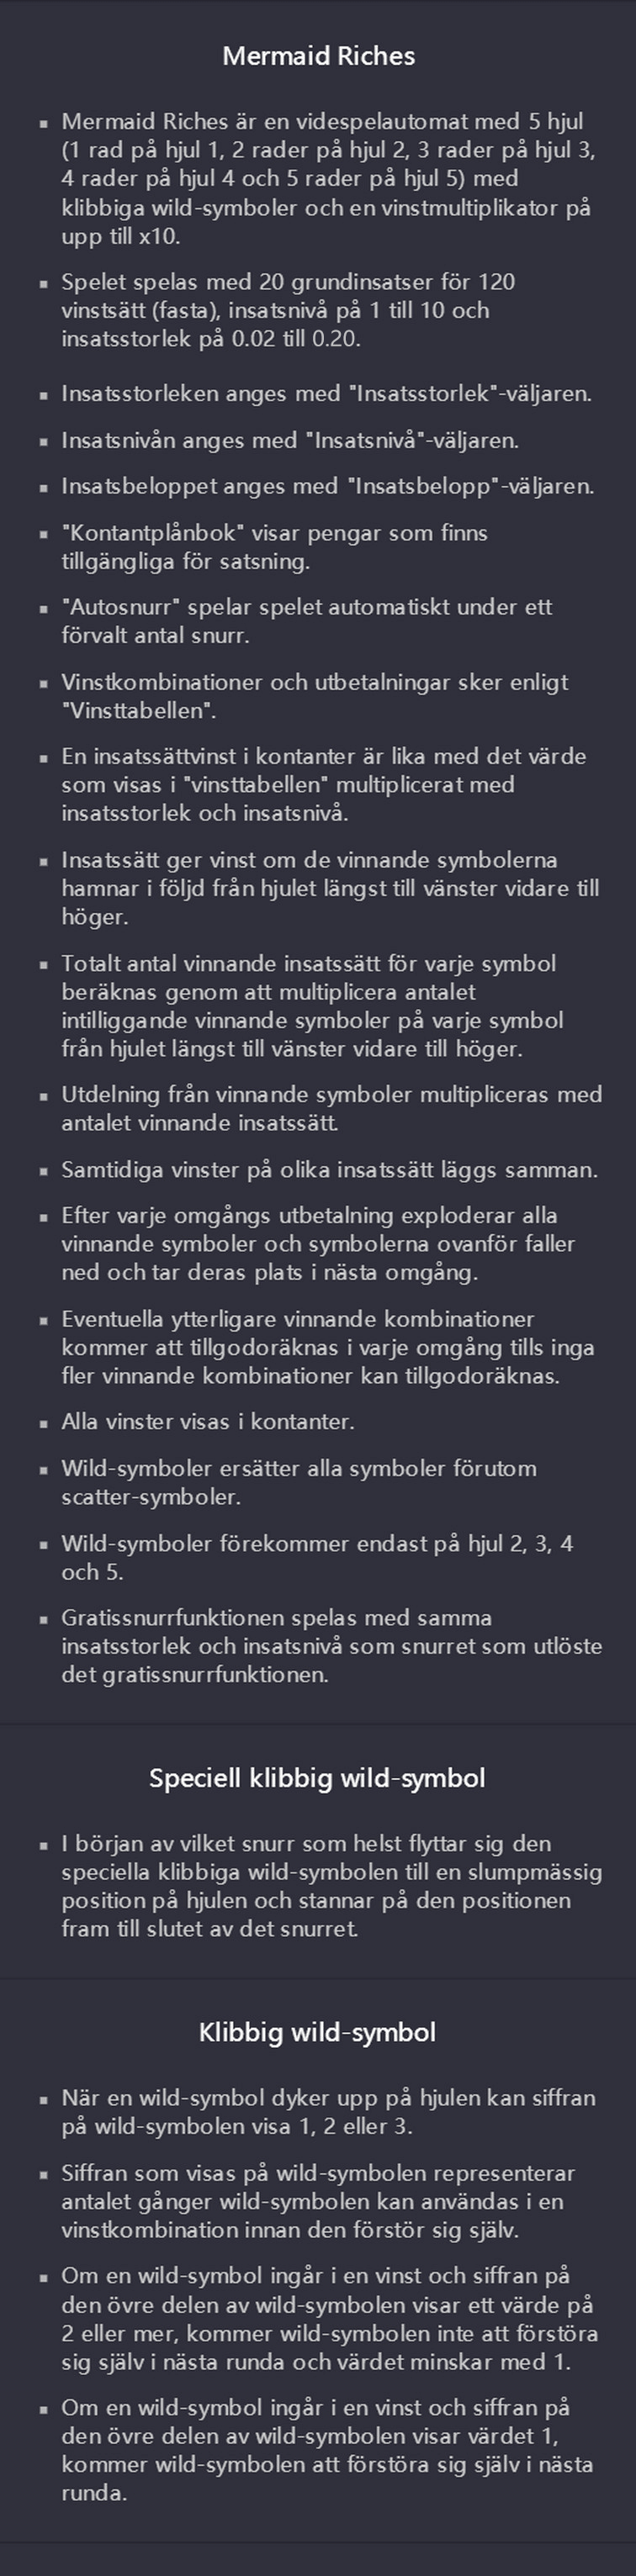 Mermaid Riches
▪ Mermaid Riches är en videspelautomat med 5 hjul
(1 rad på hjul 1, 2 rader på hjul 2, 3 rader på hjul 3,
4 rader på hjul 4 och 5 rader på hjul 5) med
klibbiga wild-symboler och en vinstmultiplikator på
upp till x10.
▪ Spelet spelas med 20 grundinsatser för 120
vinstsätt (fasta), insatsnivå på 1 till 10 och
insatsstorlek på 0.02 till 0.20.
▪ Insatsstorleken anges med "Insatsstorlek"-väljaren.
▪ Insatsnivån anges med "Insatsnivå"-väljaren.
▪ Insatsbeloppet anges med "Insatsbelopp"-väljaren.
▪ "Kontantplånbok" visar pengar som finns
tillgängliga för satsning.
▪ "Autosnurr" spelar spelet automatiskt under ett
förvalt antal snurr.
▪ Vinstkombinationer och utbetalningar sker enligt
"Vinsttabellen".
▪ En insatssättvinst i kontanter är lika med det värde
som visas i "vinsttabellen" multiplicerat med
insatsstorlek och insatsnivå.
▪ Insatssätt ger vinst om de vinnande symbolerna
hamnar i följd från hjulet längst till vänster vidare till
höger.
▪ Totalt antal vinnande insatssätt för varje symbol
beräknas genom att multiplicera antalet
intilliggande vinnande symboler på varje symbol
från hjulet längst till vänster vidare till höger.
▪ Utdelning från vinnande symboler multipliceras med
antalet vinnande insatssätt.
▪ Samtidiga vinster på olika insatssätt läggs samman.
▪ Efter varje omgångs utbetalning exploderar alla
vinnande symboler och symbolerna ovanför faller
ned och tar deras plats i nästa omgång.
▪ Eventuella ytterligare vinnande kombinationer
kommer att tillgodoräknas i varje omgång tills inga
fler vinnande kombinationer kan tillgodoräknas.
▪ Alla vinster visas i kontanter.
▪ Wild-symboler ersätter alla symboler förutom
scatter-symboler.
▪ Wild-symboler förekommer endast på hjul 2, 3, 4
och 5.
▪ Gratissnurrfunktionen spelas med samma
insatsstorlek och insatsnivå som snurret som utlöste
det gratissnurrfunktionen.
Speciell klibbig wild-symbol
▪ I början av vilket snurr som helst flyttar sig den
speciella klibbiga wild-symbolen till en slumpmässig
position på hjulen och stannar på den positionen
fram till slutet av det snurret.
Klibbig wild-symbol
▪ När en wild-symbol dyker upp på hjulen kan siffran
på wild-symbolen visa 1, 2 eller 3.
▪ Siffran som visas på wild-symbolen representerar
antalet gånger wild-symbolen kan användas i en
vinstkombination innan den förstör sig själv.
▪ Om en wild-symbol ingår i en vinst och siffran på
den övre delen av wild-symbolen visar ett värde på
2 eller mer, kommer wild-symbolen inte att förstöra
sig själv i nästa runda och värdet minskar med 1.
▪ Om en wild-symbol ingår i en vinst och siffran på
den övre delen av wild-symbolen visar värdet 1,
kommer wild-symbolen att förstöra sig själv i nästa
runda.